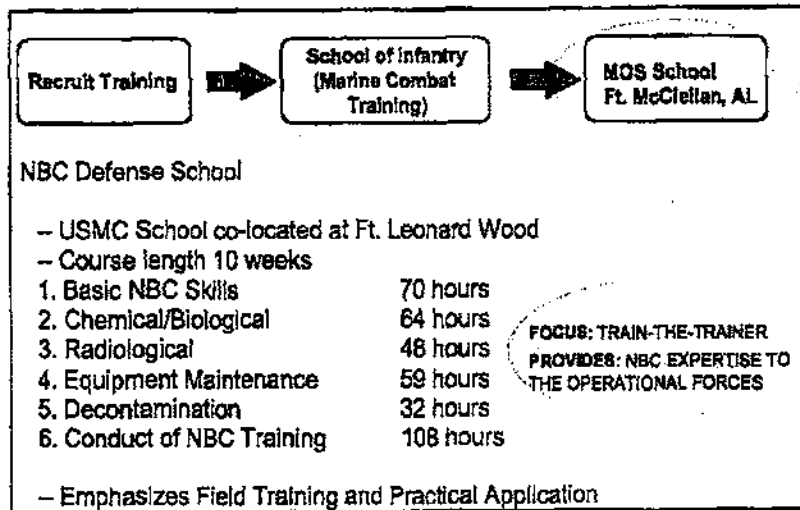 Recruit Training
School of Infantry
(Marine Combat
Training)
MOS School
Ft. McClellan, AL
NBC Defense School
– USMC School co-located at Ft. Leonard Wood
– Course length 10 weeks
1. Basic NBC Skills 70 hours
2. Chemical/Biological 64 hours
3. Radiological 48 hours
4. Equipment Maintenance 59 hours
5. Decontamination 32 hours
6. Conduct of NBC Training 108 hours
FOCUS: TRAIN-THE-TRAINER
PROVIDES: NBC EXPERTISE TO
THE OPERATIONAL FORCES
– Emphasizes Field Training and Practical Application